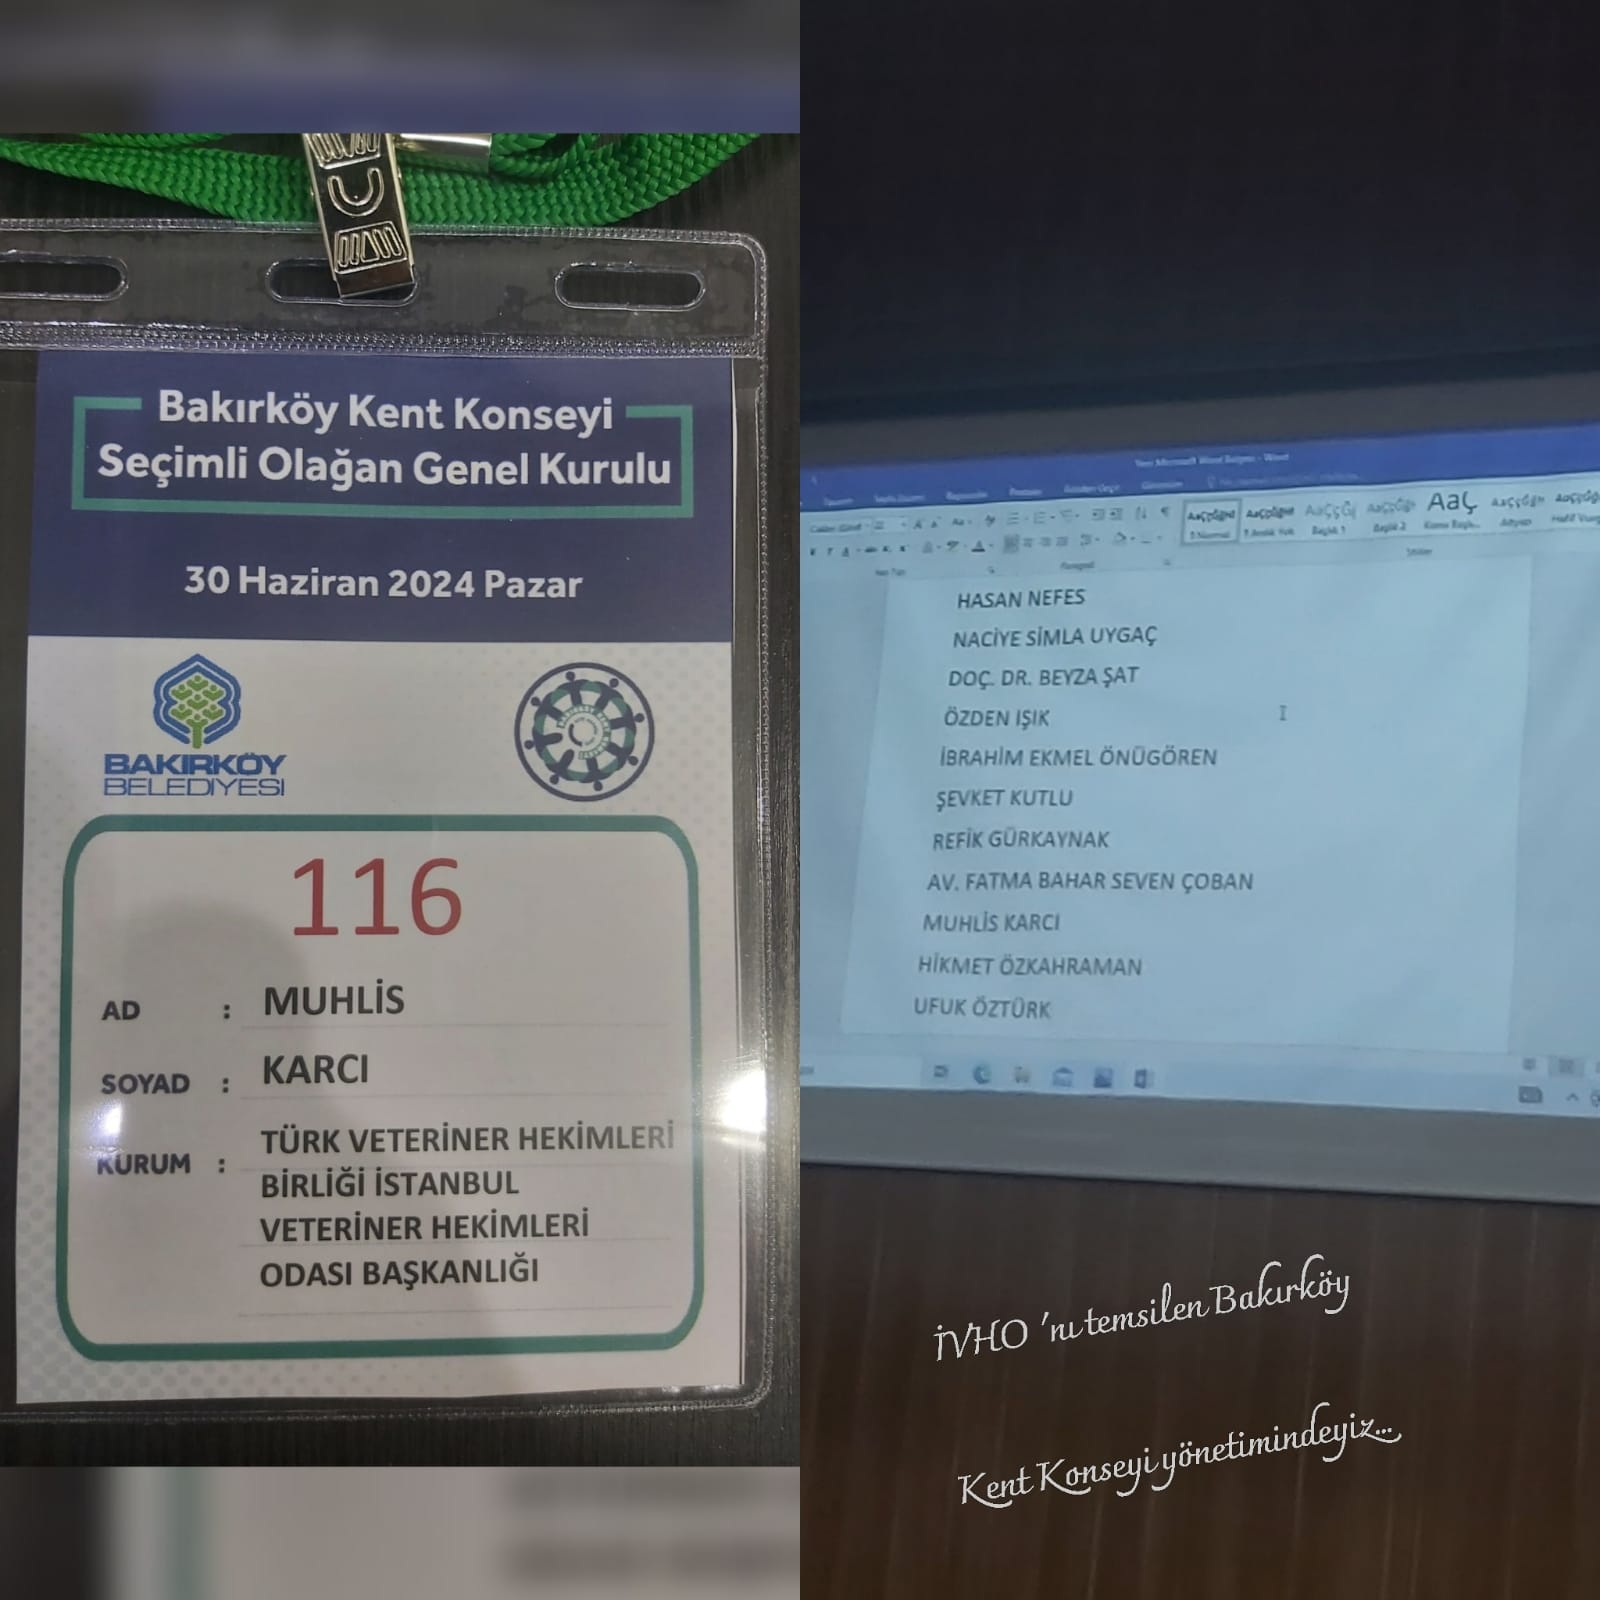 Bakırköy Kent Konseyi
Seçimli Olağan Genel Kurulu
30 Haziran 2024 Pazar
BAKIRKÖY
BELEDİYESİ
116
AD : MUHLİS
SOYAD : KARCI
KURUM : TÜRK VETERİNER HEKİMLERİ
BİRLİĞİ İSTANBUL
VETERİNER HEKİMLERİ
ODASI BAŞKANLIĞI
HASAN NEFES
NACİYE SİMLA UYGAÇ
DOÇ. DR. BEYZA ŞAT
ÖZDEN IŞIK
İBRAHİM EKMEL ÖNÜGÖREN
ŞEVKET KUTLU
REFİK GÜRKAYNAK
AV. FATMA BAHAR SEVEN ÇOBAN
MUHLİS KARCI
HİKMET ÖZKAHRAMAN
UFUK ÖZTÜRK
İVHO 'nı temsilen Bakırköy
Kent Konseyi yönetimindeyiz...